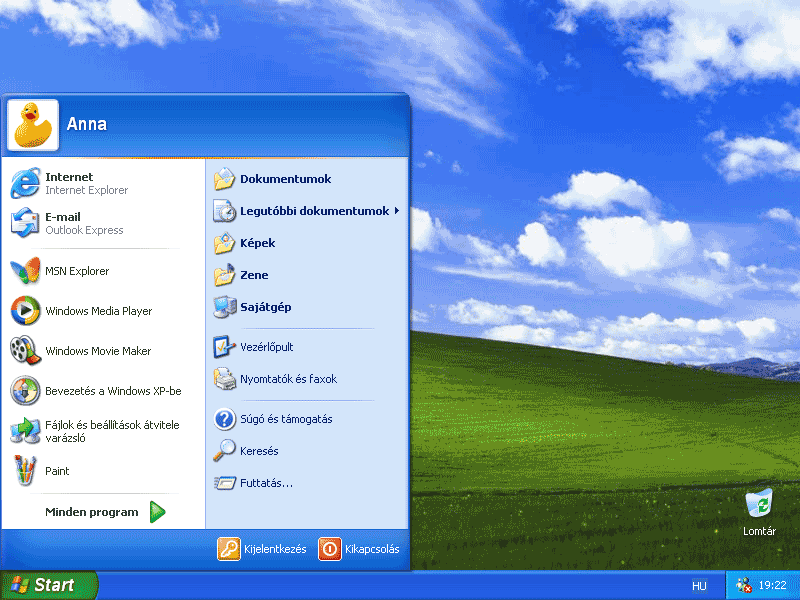 Anna
Internet
Internet Explorer
E-mail
Outlook Express
MSN Explorer
Windows Media Player
Windows Movie Maker
Bevezetés a Windows XP-be
Fájlok és beállítások átvitele
varázsló
Paint
Minden program
Dokumentumok
Legutóbbi dokumentumok
Képek
Zene
Sajátgép
Vezérlőpult
Nyomtatók és faxok
Súgó és támogatás
Keresés
Futtatás...
Kijelentkezés
Kikapcsolás
Lomtár
Start
HU
19:22